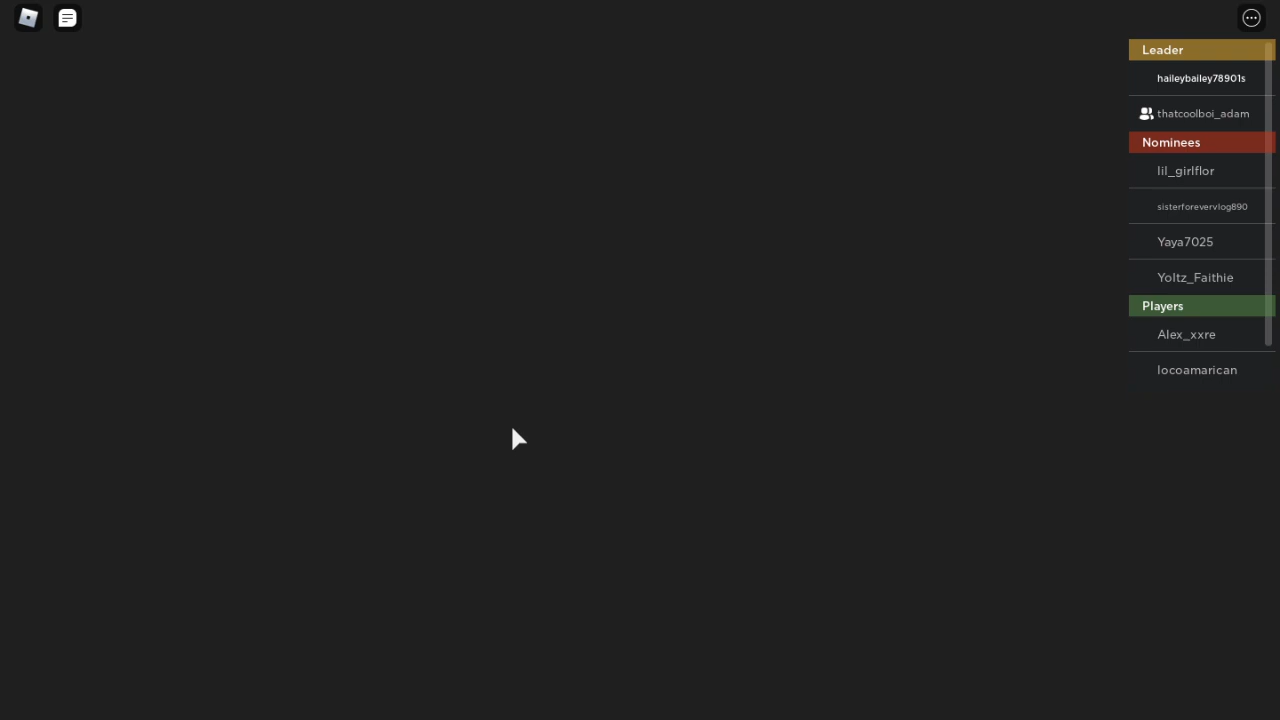 Leader
haileybailey78901s
thatcoolboi_adam
Nominees
lil_girlflor
sisterforevervlog890
Yaya7025
Yoltz_Faithie
Players
Alex_xxre
locoamarican